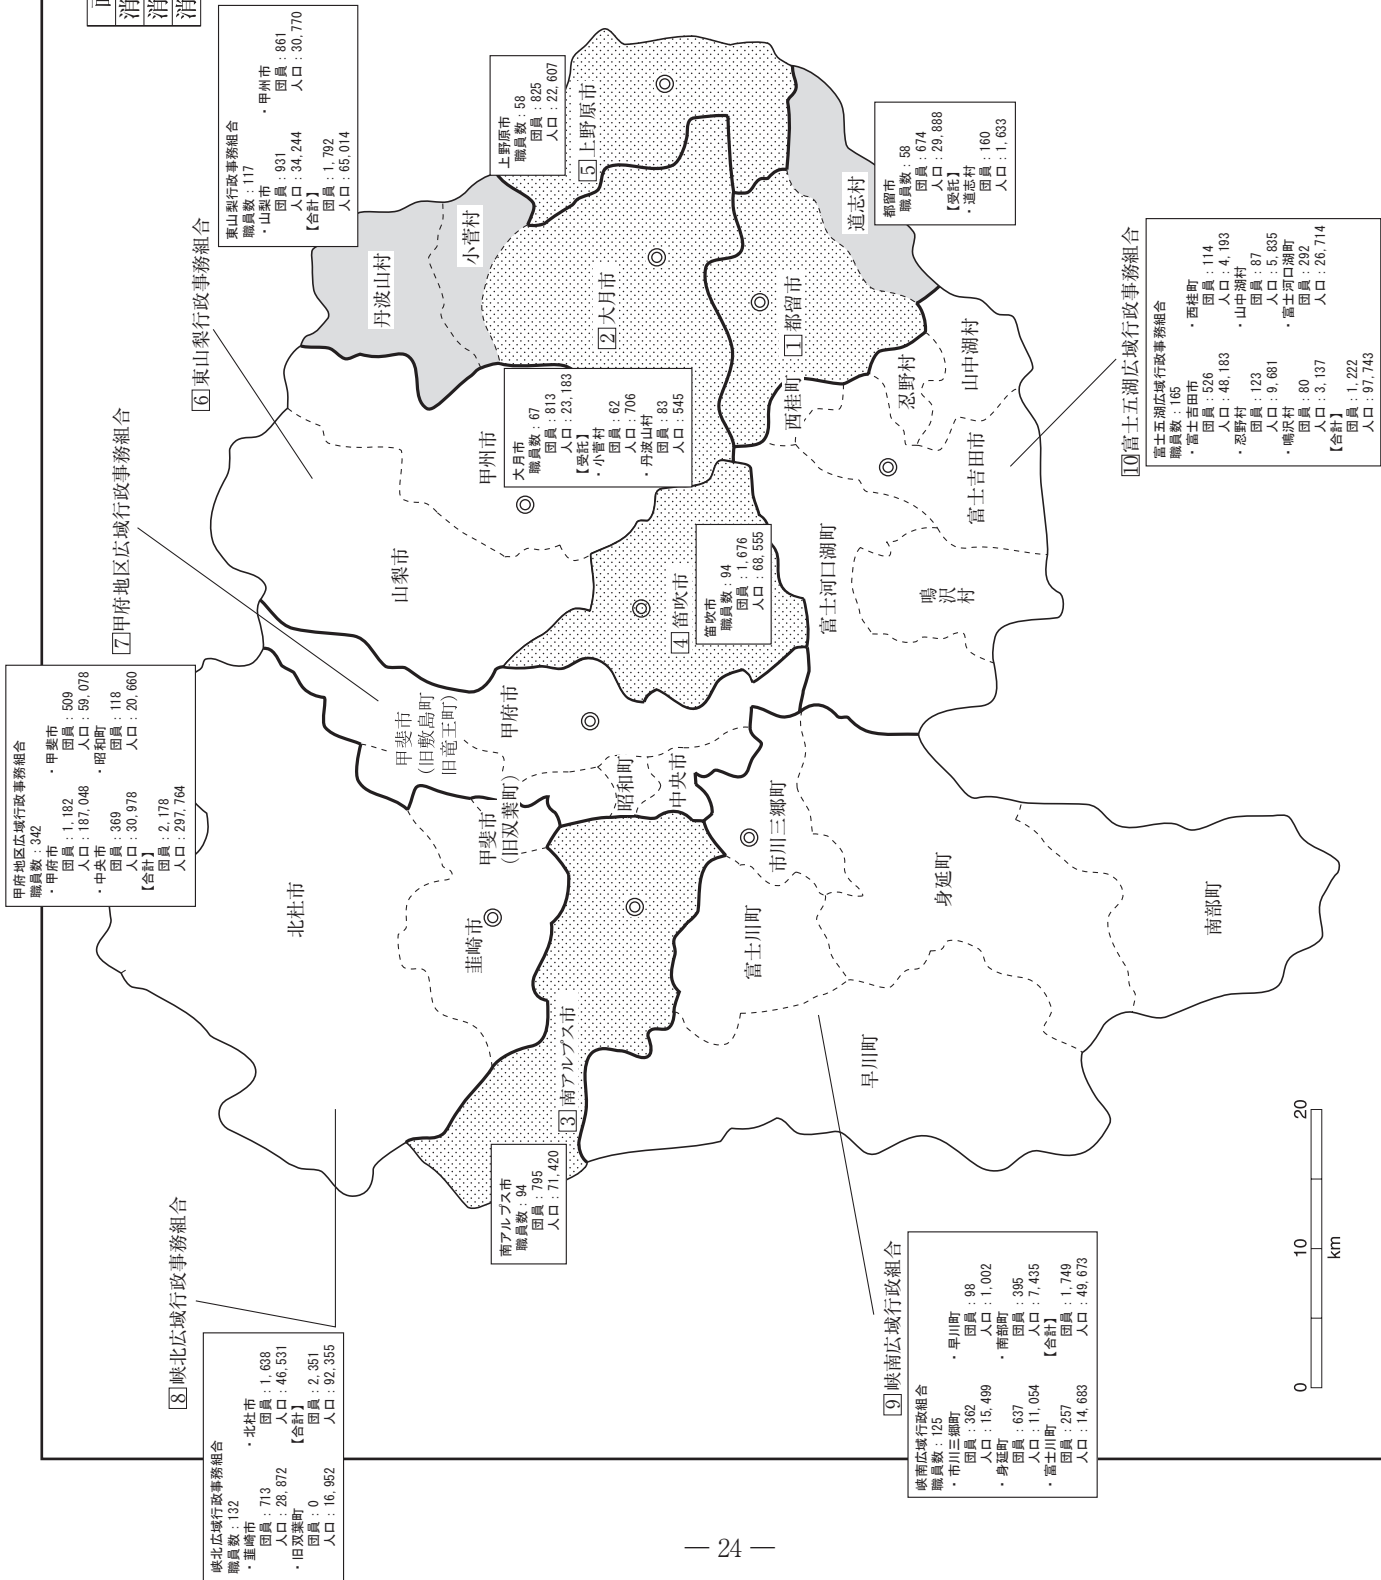 消
消
消
東山梨行政事務組合
職員数：117
・山梨市
団員：931
人口：34,244
・甲州市
団員：861
人口：30,770
【合計】
団員：1,792
人口：65,014
上野原市
職員数：58
団員：825
人口：22,607
5 上野原市
都留市
職員数：58
団員：674
人口：29,888
【受託】
・道志村
団員：160
人口：1,633
道志村
小菅村
丹波山村
2 大月市
1 都留市
6 東山梨行政事務組合
大月市
職員数：67
団員：813
人口：23,183
【受託】
・小菅村
団員：62
人口：706
・丹波山村
団員：83
人口：545
10 富士五湖広域行政事務組合
富士五湖広域行政事務組合
職員数：165
・富士吉田市
団員：526
人口：48,183
・忍野村
団員：123
人口：9,681
・鳴沢村
団員：80
人口：3,137
・西桂町
団員：114
人口：4,193
・山中湖村
団員：87
人口：5,835
・富士河口湖町
団員：292
人口：26,714
【合計】
団員：1,222
人口：97,743
西桂町
忍野村
山中湖村
甲州市
富士吉田市
山梨市
富士河口湖町
鳴沢村
4 笛吹市
笛吹市
職員数：94
団員：1,676
人口：68,555
7 甲府地区広域行政事務組合
甲府地区広域行政事務組合
職員数：342
・甲府市
団員：1,182
人口：187,048
・中央市
団員：369
人口：30,978
・甲斐市
団員：509
人口：59,078
・昭和町
団員：118
人口：20,660
【合計】
団員：2,178
人口：297,764
甲府市
甲斐市
（旧敷島町
旧竜王町）
昭和町
中央市
甲斐市
（旧双葉町）
市川三郷町
北杜市
韮崎市
富士川町
身延町
南部町
3 南アルプス市
早川町
南アルプス市
職員数：94
団員：795
人口：71,420
8 峡北広域行政事務組合
峡北広域行政事務組合
職員数：132
・韮崎市
団員：713
人口：28,872
・旧双葉町
団員：0
人口：16,952
・北杜市
団員：1,638
人口：46,531
【合計】
団員：2,351
人口：92,355
9 峡南広域行政組合
峡南広域行政組合
職員数：125
・市川三郷町
団員：362
人口：15,499
・身延町
団員：637
人口：11,054
・富士川町
団員：257
人口：14,683
・早川町
団員：98
人口：1,002
・南部町
団員：395
人口：7,435
【合計】
団員：1,749
人口：49,673
0 10 20
km
— 24 —